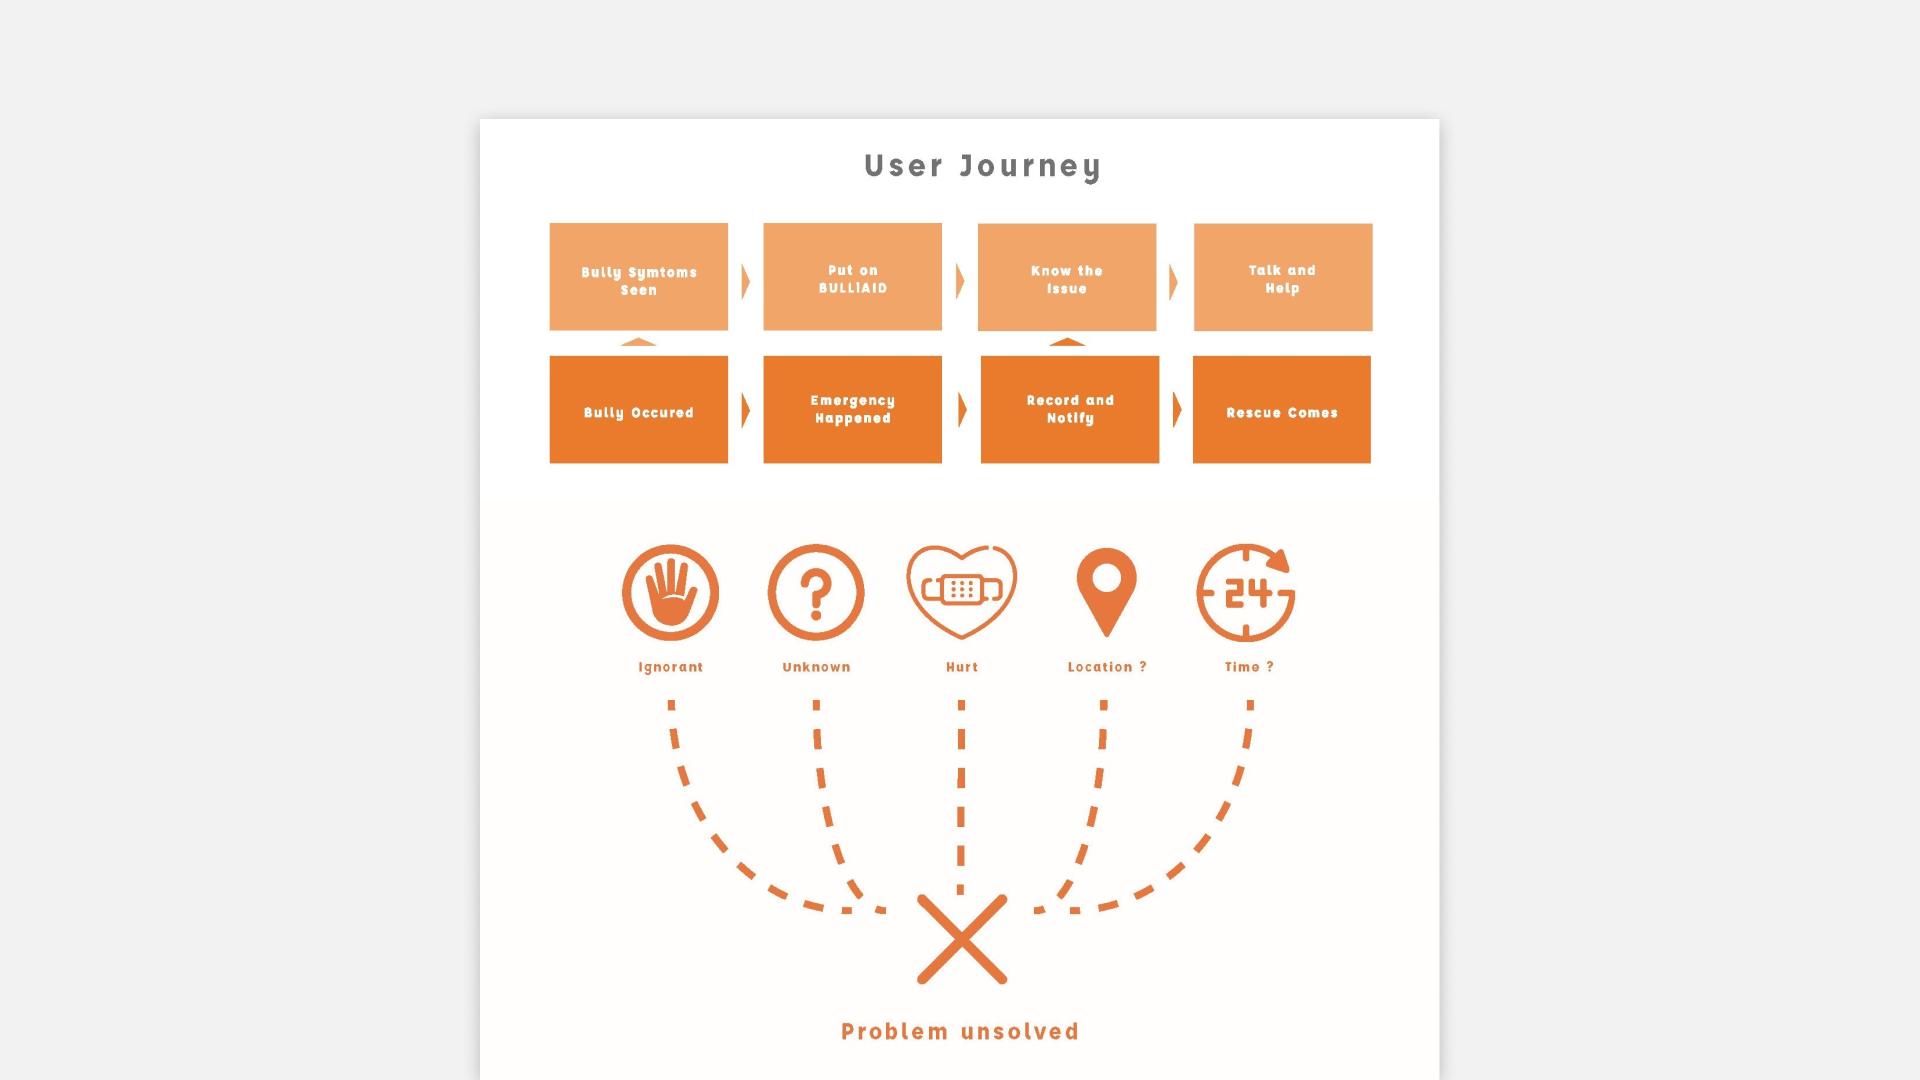 User Journey
Bully Symtoms
Seen
Put on
BULLIAID
Know the
Issue
Talk and
Help
Bully Occured
Emergency
Happened
Record and
Notify
Rescue Comes
?
24
Ignorant
Unknown
Hurt
Location ?
Time ?
Problem unsolved